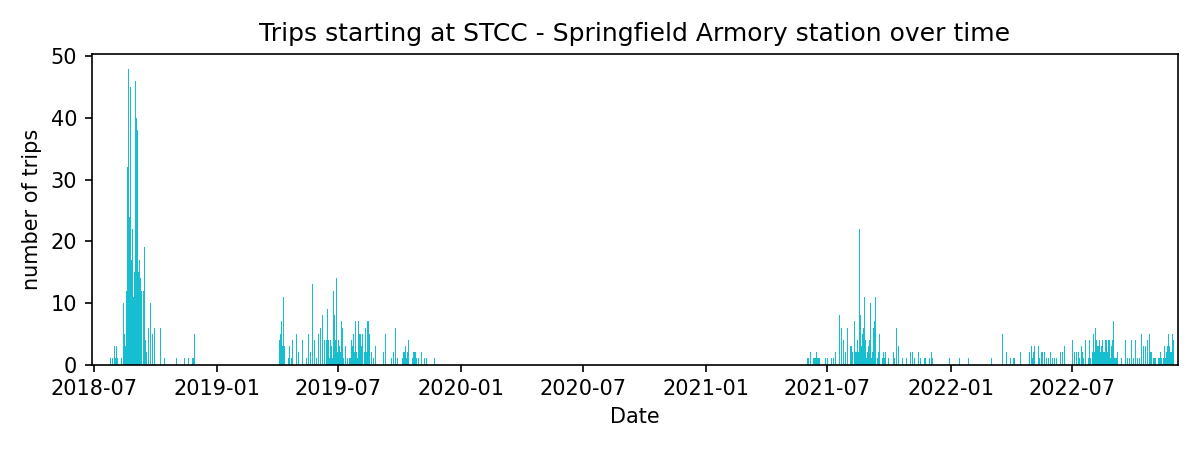 Trips starting at STCC - Springfield Armory station over time
number of trips
50
40
30
20
10
0
2018-07 2019-01 2019-07 2020-01 2020-07 2021-01 2021-07 2022-01 2022-07
Date